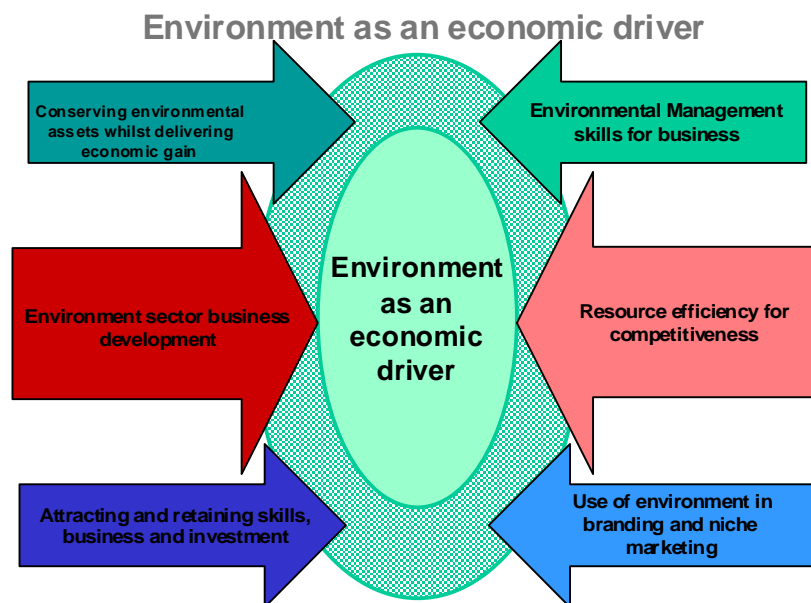 Environment as an economic driver
Conserving environmental
assets whilst delivering
economic gain
Environmental Management
skills for business
Environment sector business
development
Environment
as an
economic
driver
Resource efficiency for
competitiveness
Attracting and retaining skills,
business and investment
Use of environment in
branding and niche
marketing